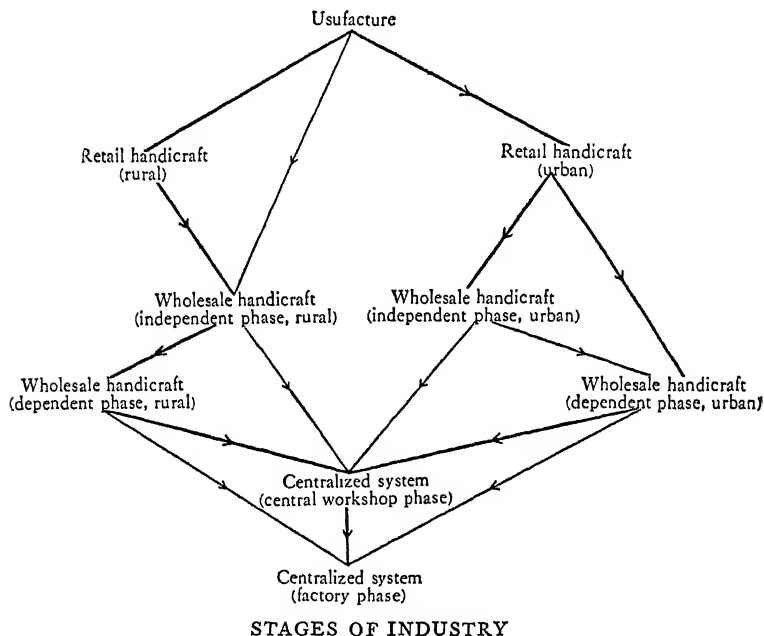 Usufacture
Retail handicraft
(rural)
Retail handicraft
(urban)
Wholesale handicraft
(independent phase, rural)
Wholesale handicraft
(independent phase, urban)
Wholesale handicraft
(dependent phase, rural)
Wholesale handicraft
(dependent phase, urban)
Centralized system
(central workshop phase)
Centralized system
(factory phase)
STAGES OF INDUSTRY